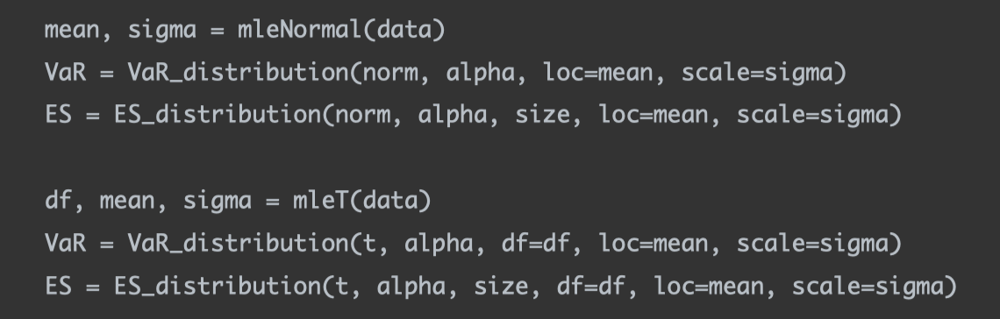 mean, sigma = mleNormal(data)
VaR = VaR_distribution(norm, alpha, loc=mean, scale=sigma)
ES = ES_distribution(norm, alpha, size, loc=mean, scale=sigma)
df, mean, sigma = mleT(data)
VaR = VaR_distribution(t, alpha, df=df, loc=mean, scale=sigma)
ES = ES_distribution(t, alpha, size, df=df, loc=mean, scale=sigma)